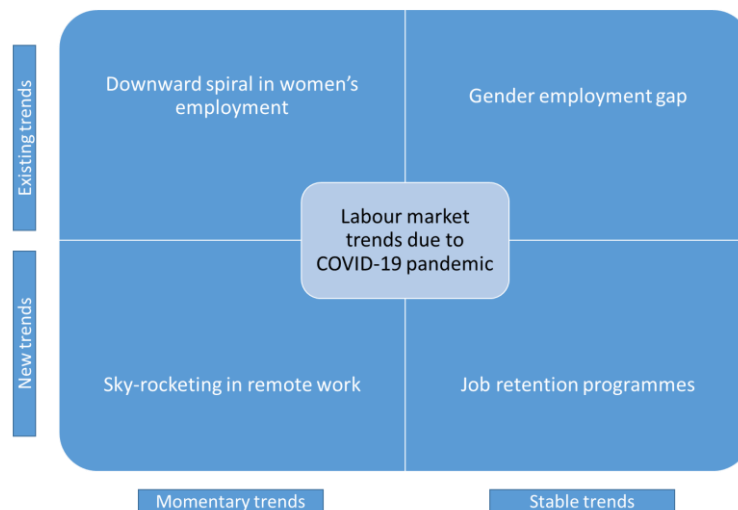 Existing trends
Downward spiral in women's
employment
Gender employment gap
Labour market
trends due to
COVID-19 pandemic
New trends
Sky-rocketing in remote work
Job retention programmes
Momentary trends
Stable trends